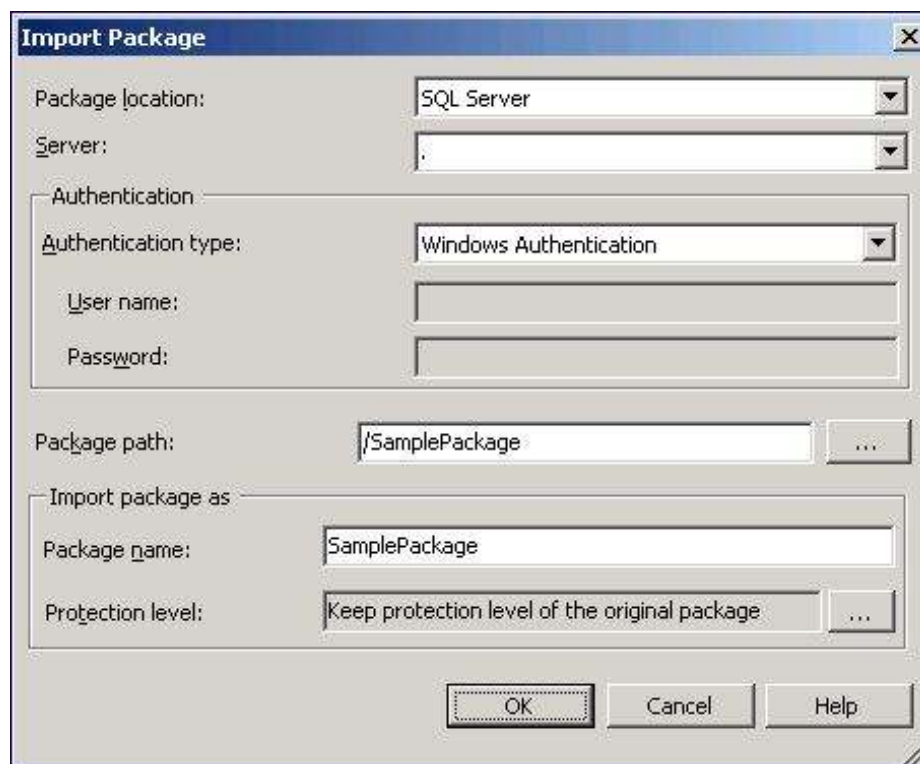 Import Package
Package location: SQL Server
Server: .
Authentication
Authentication type: Windows Authentication
User name:
Password:
Package path: /SamplePackage ...
Import package as
Package name: SamplePackage
Protection level: Keep protection level of the original package ...
OK Cancel Help